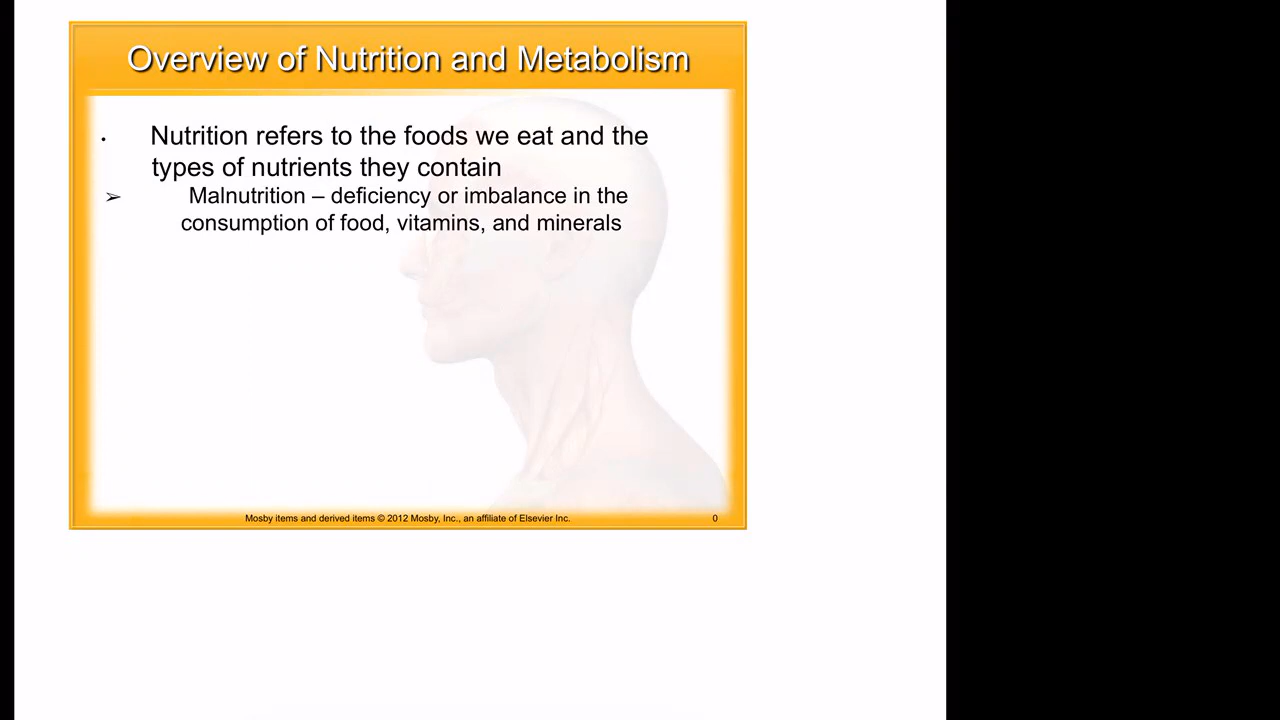 Overview of Nutrition and Metabolism
• Nutrition refers to the foods we eat and the
types of nutrients they contain
➢ Malnutrition – deficiency or imbalance in the
consumption of food, vitamins, and minerals
Mosby items and derived items © 2012 Mosby, Inc., an affiliate of Elsevier Inc. 0